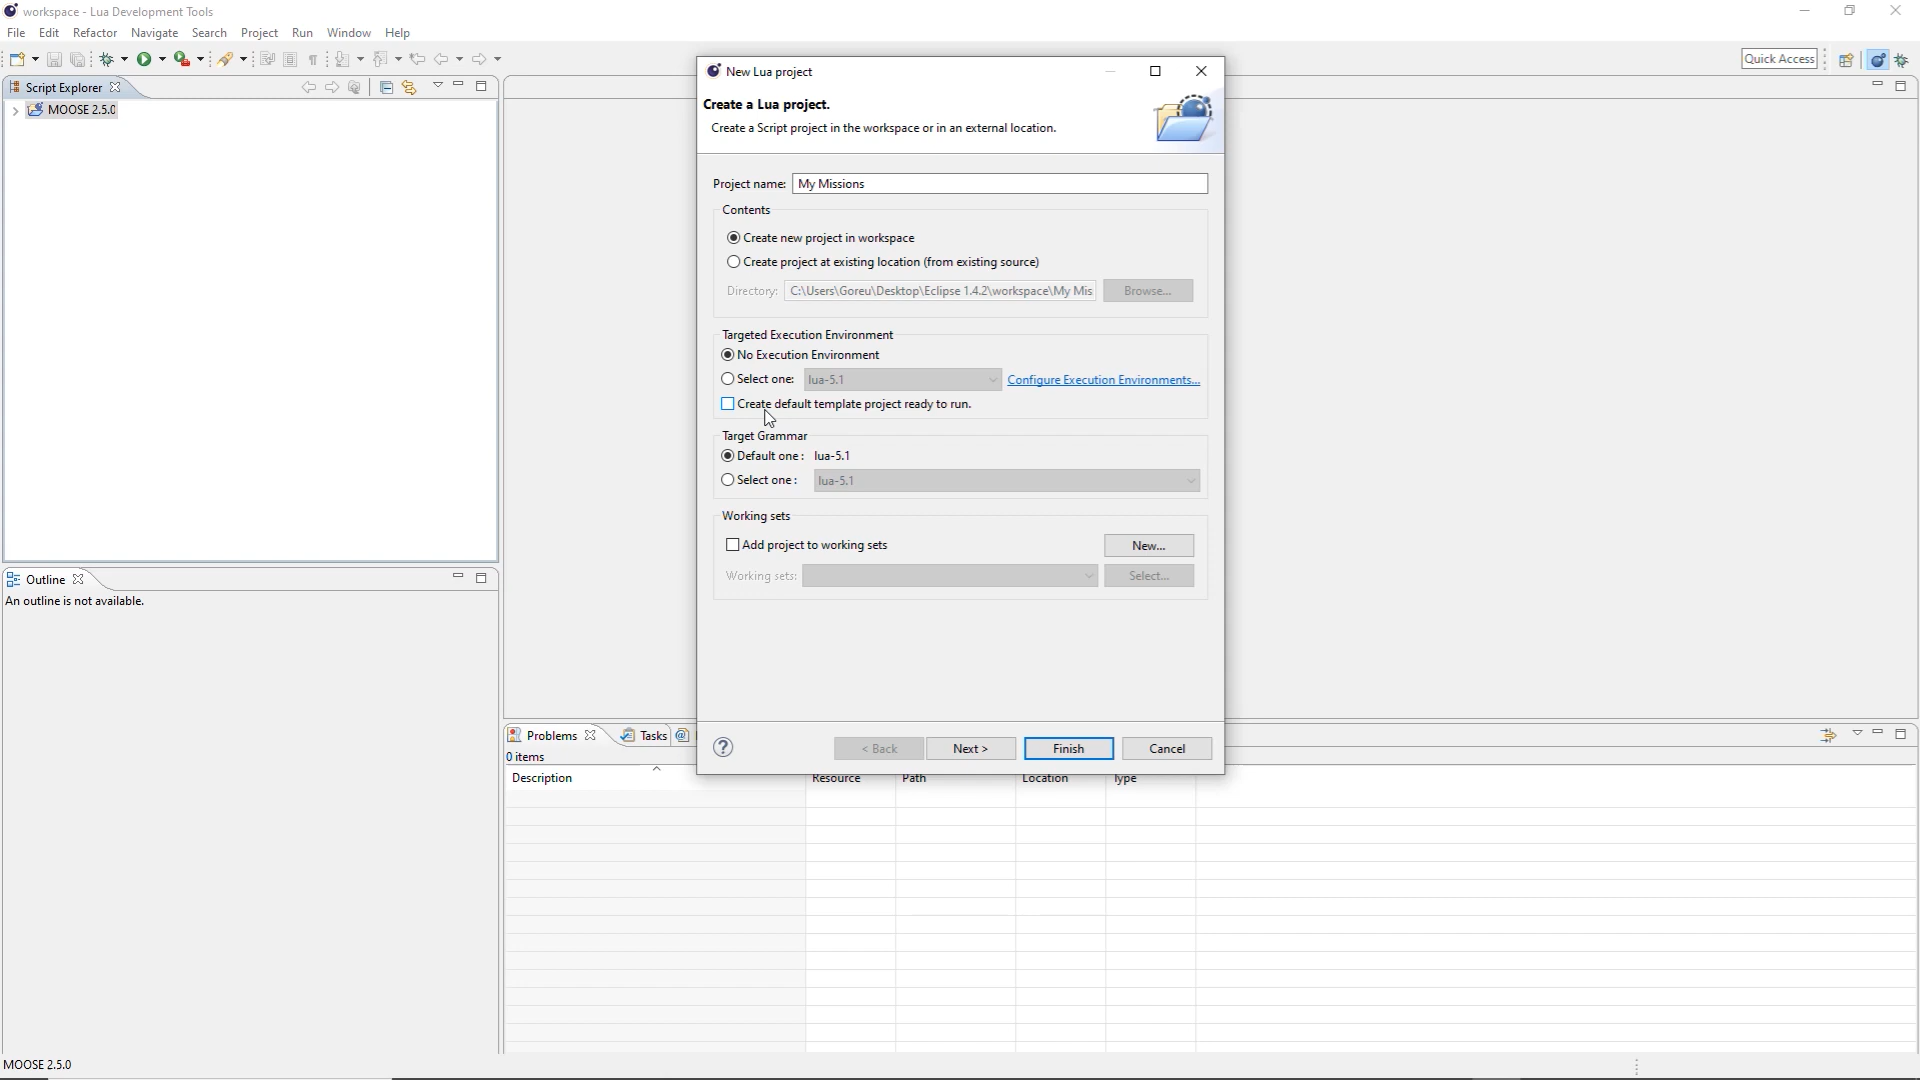 workspace - Lua Development Tools
File Edit Refactor Navigate Search Project Run Window Help
Quick Access
Script Explorer
MOOSE 2.5.0
New Lua project
Create a Lua project.
Create a Script project in the workspace or in an external location.
Project name: My Missions
Contents
Create new project in workspace
Create project at existing location (from existing source)
Directory: C:\Users\Goreu\Desktop\Eclipse 1.4.2\workspace\My Mis Browse...
Targeted Execution Environment
No Execution Environment
Select one: lua-5.1 Configure Execution Environments...
Create default template project ready to run.
Target Grammar
Default one : lua-5.1
Select one : lua-5.1
Working sets
Add project to working sets New...
Working sets: Select...
? < Back Next > Finish Cancel
Outline
An outline is not available.
Problems Tasks @
0 items
Description Resource Path Location Type
MOOSE 2.5.0